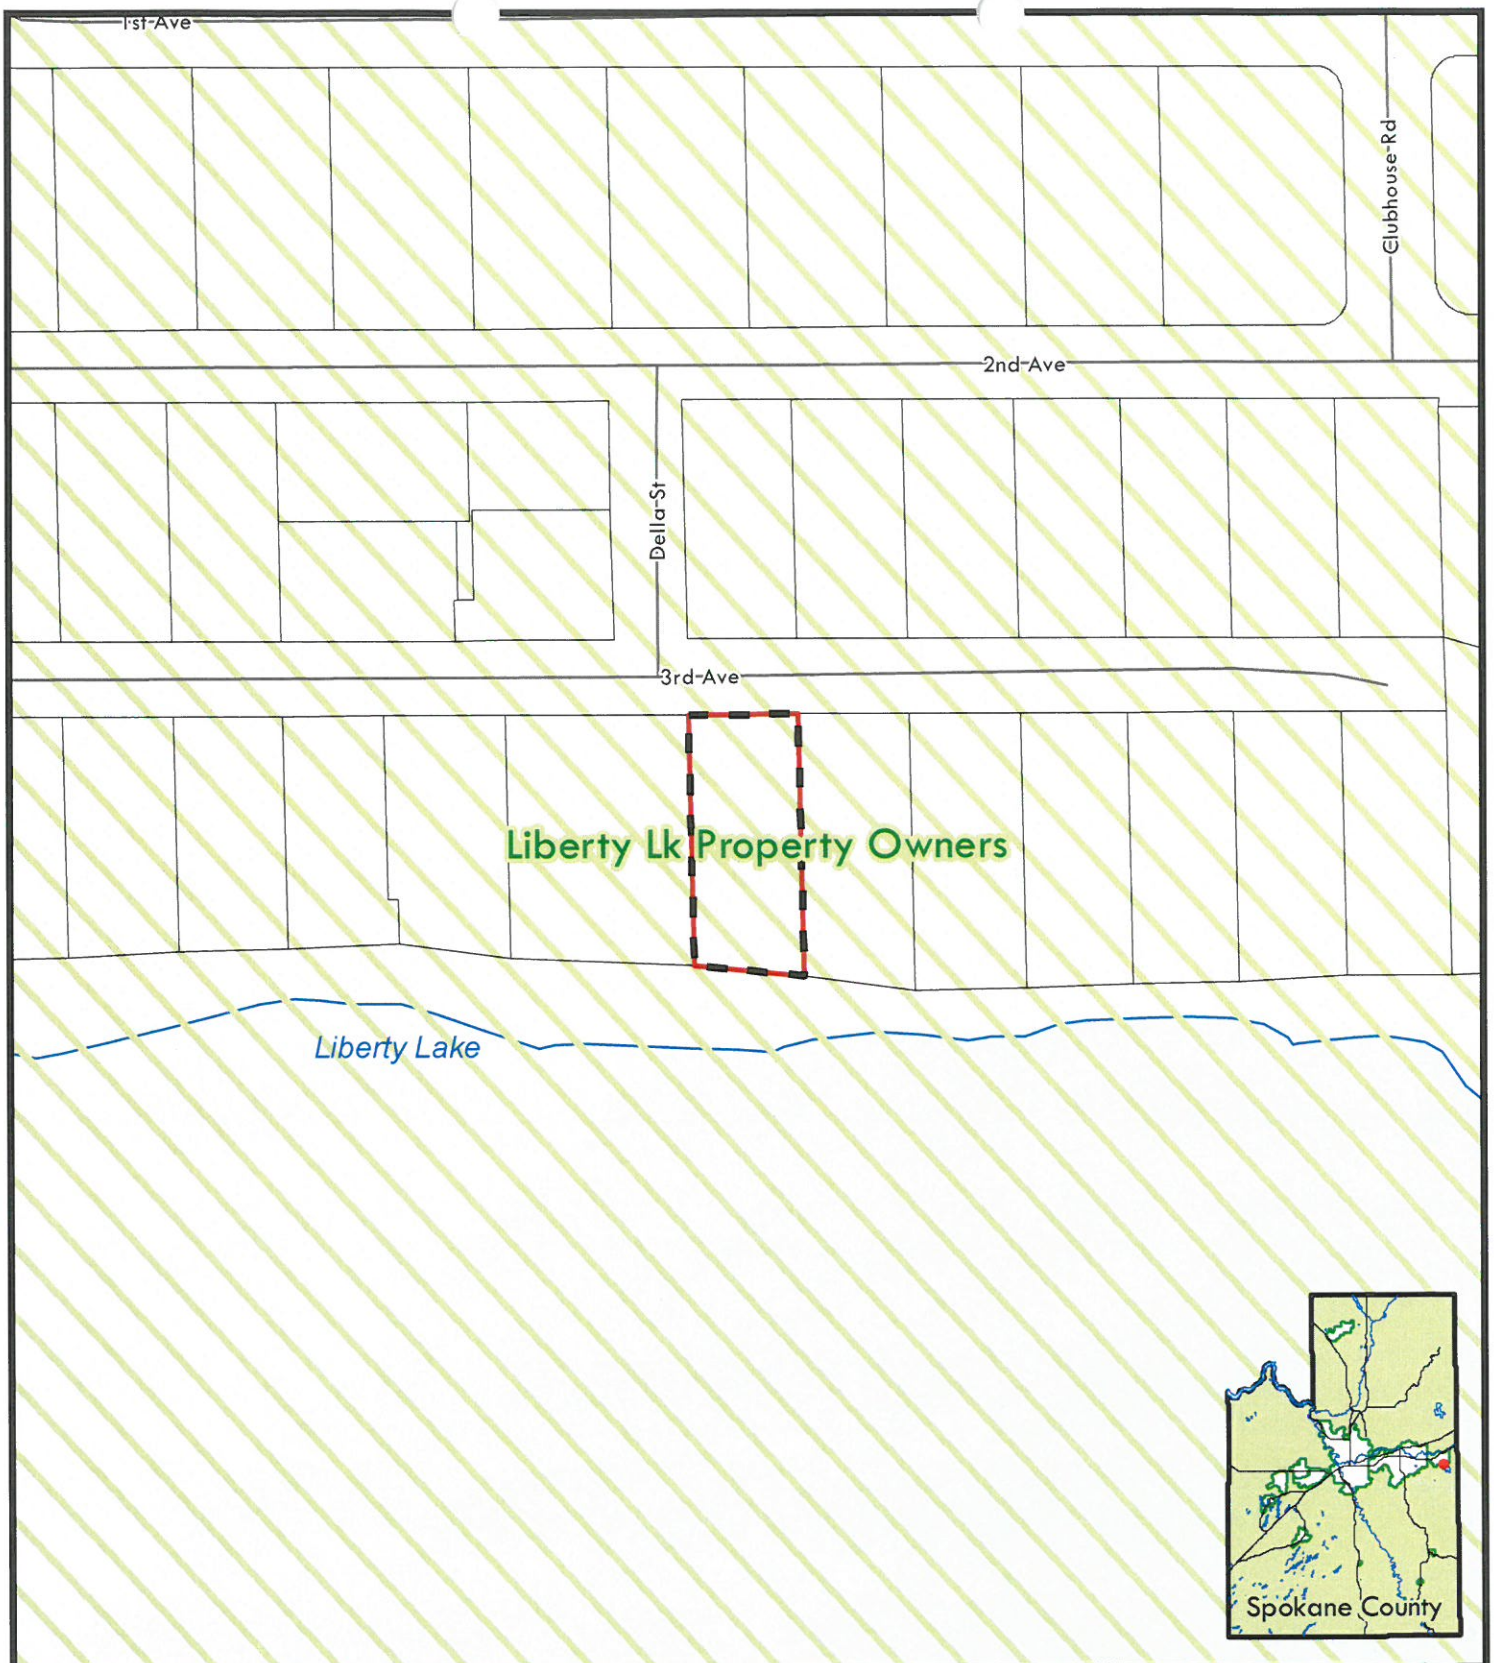 1st Ave
Clubhouse Rd
2nd Ave
Della St
3rd Ave
Liberty Lk Property Owners
Liberty Lake
Spokane County